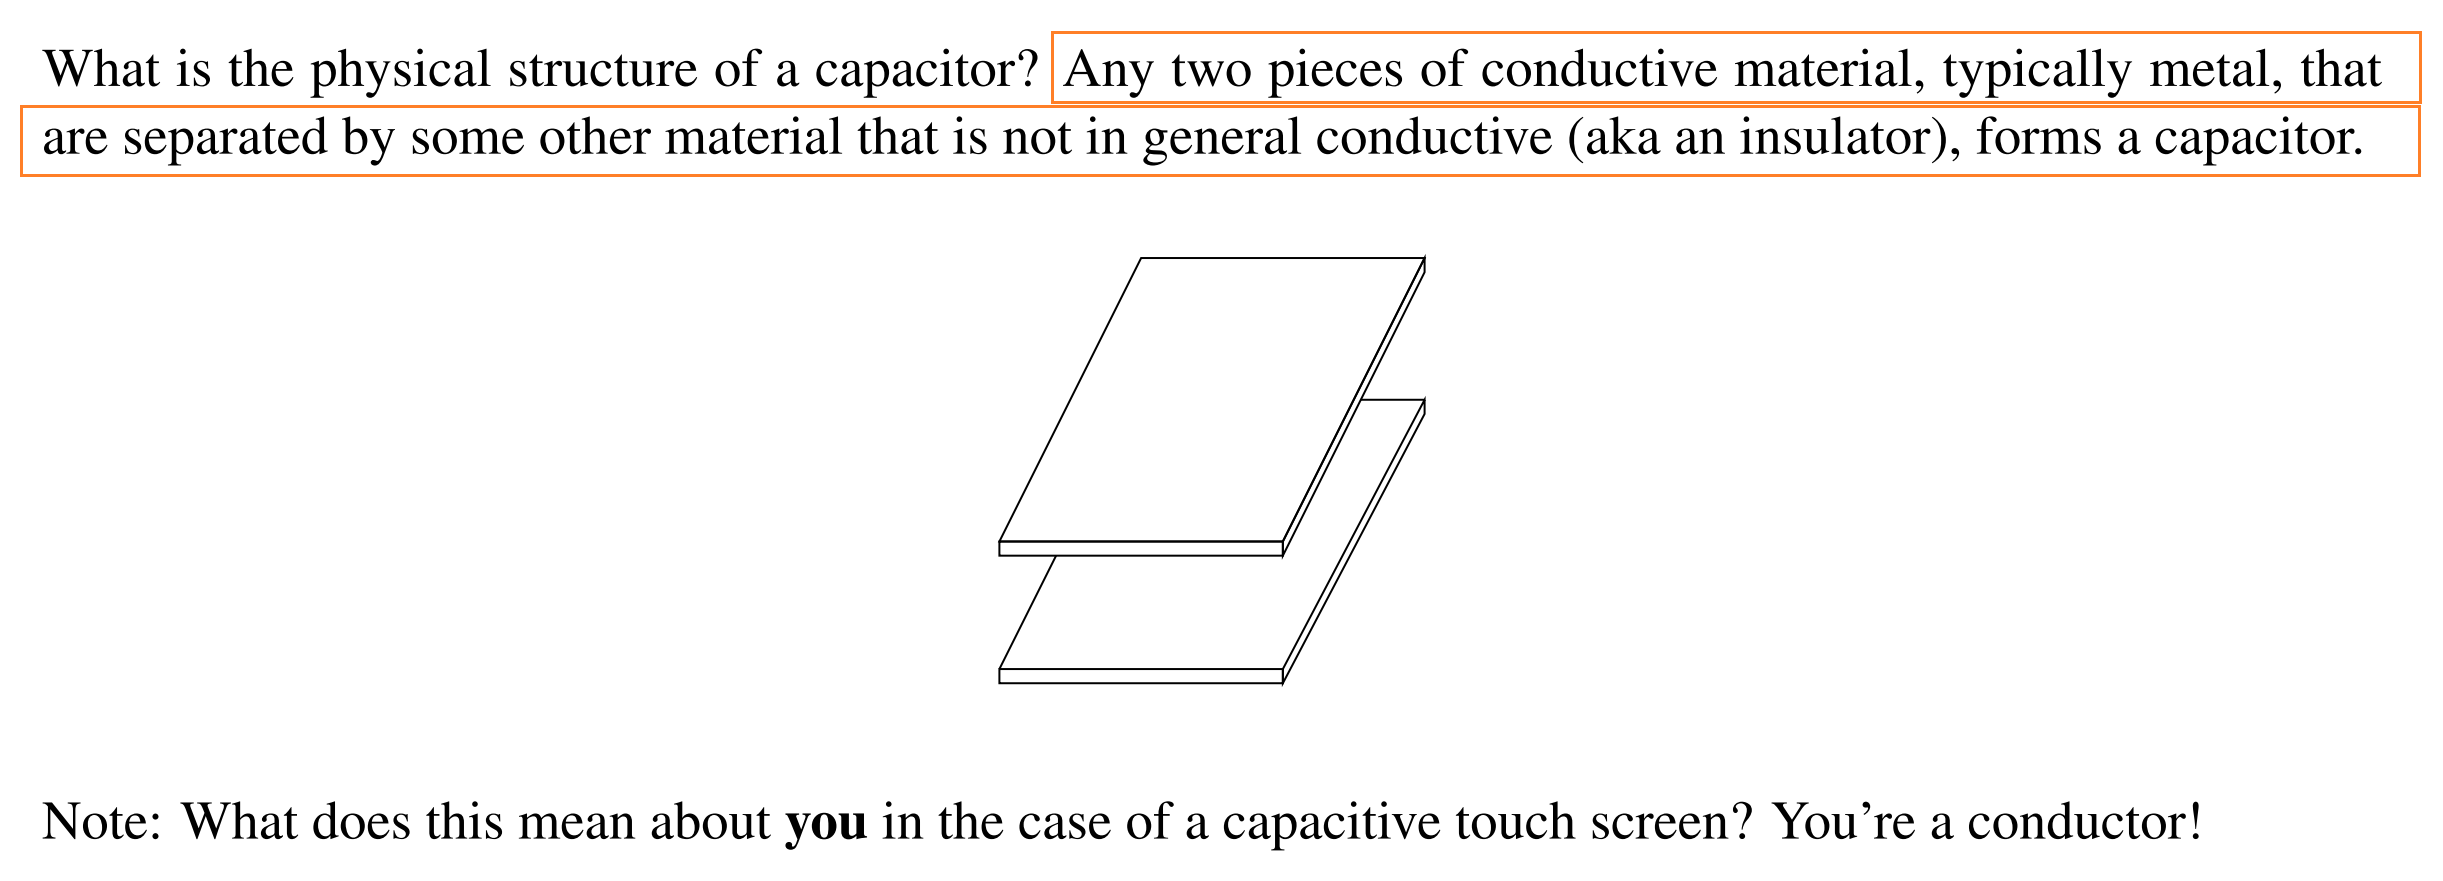 What is the physical structure of a capacitor? Any two pieces of conductive material, typically metal, that
are separated by some other material that is not in general conductive (aka an insulator), forms a capacitor.
Note: What does this mean about you in the case of a capacitive touch screen? You’re a conductor!